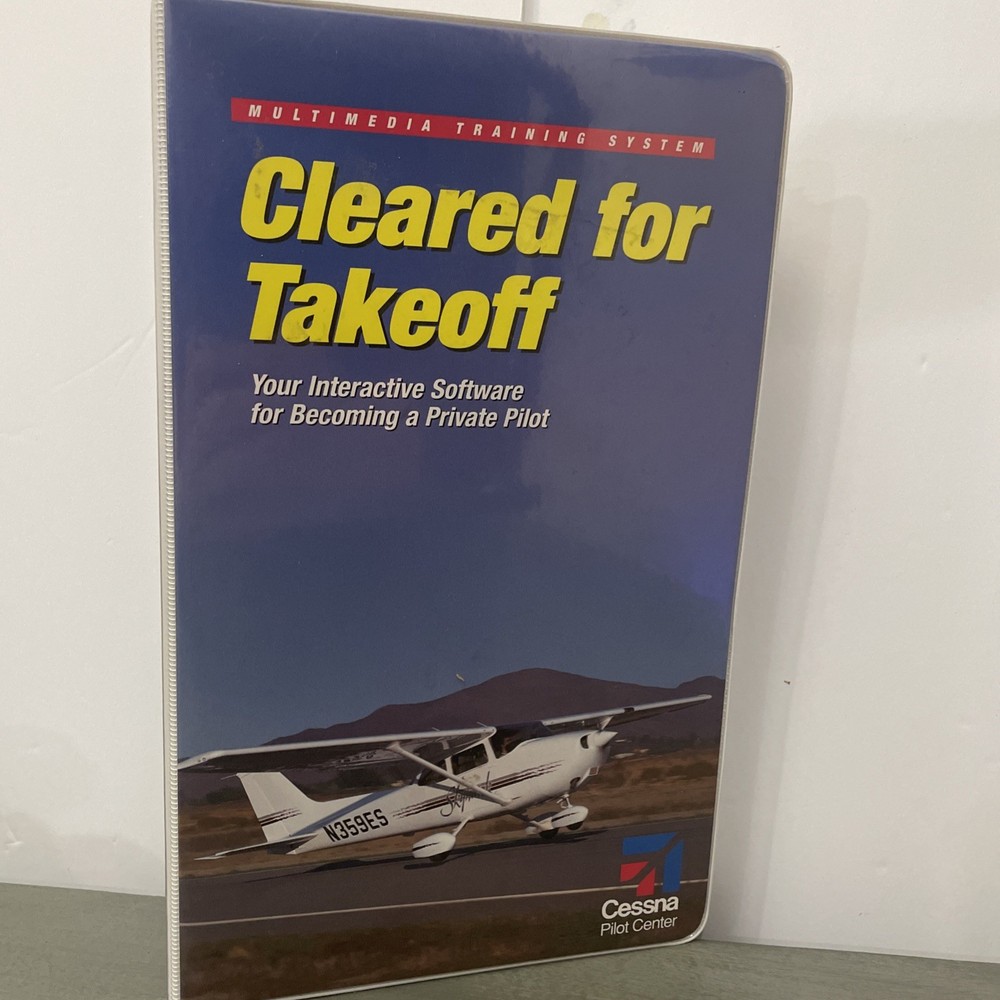 MULTIMEDIA TRAINING SYSTEM
Cleared for
Takeoff
Your Interactive Software
for Becoming a Private Pilot
N359ES
Cessna
Pilot Center